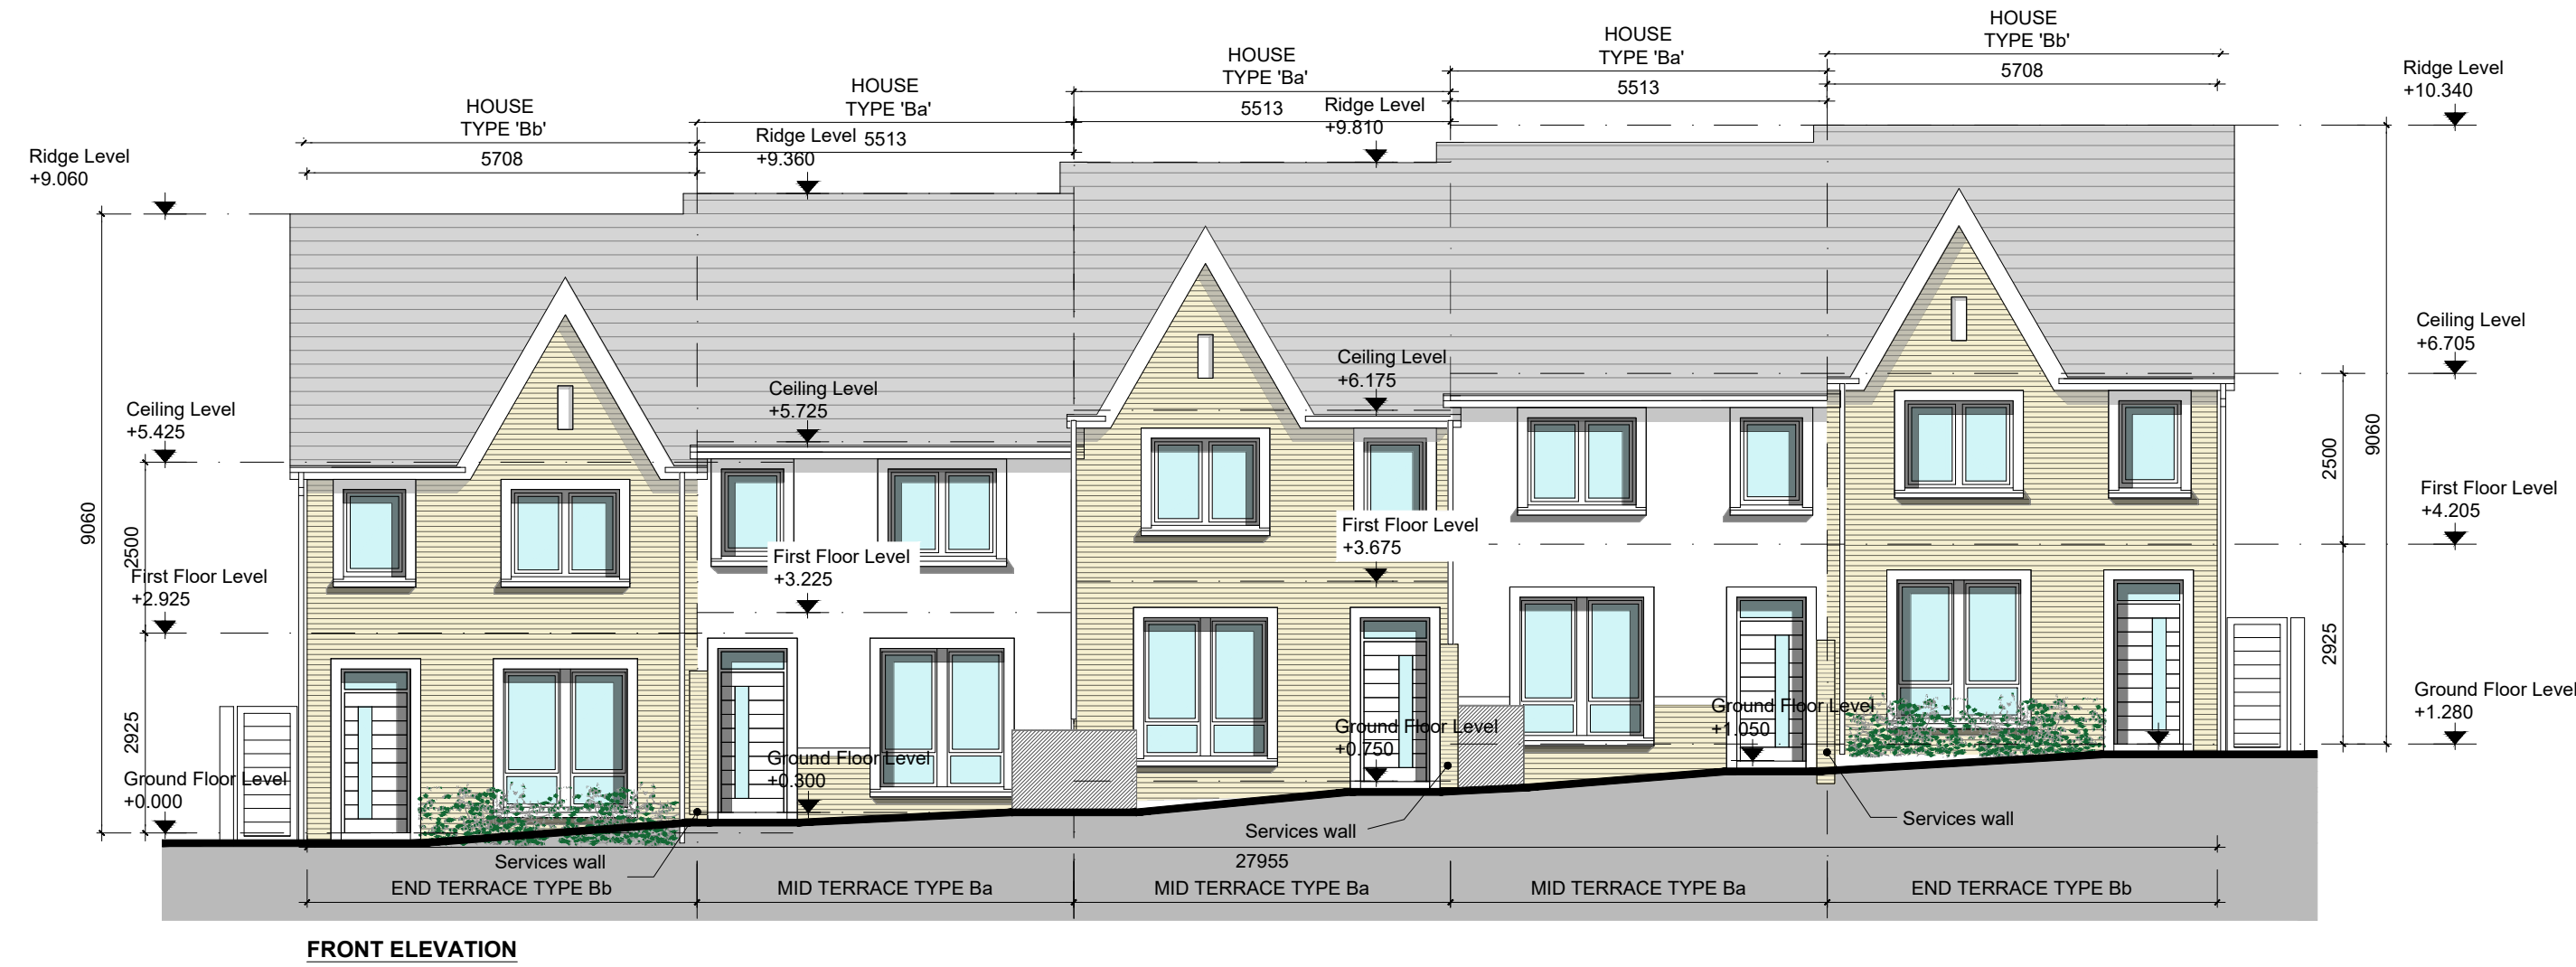 HOUSE
TYPE 'Bb'
5708
HOUSE
TYPE 'Ba'
5513
HOUSE
TYPE 'Ba'
5513
HOUSE
TYPE 'Ba'
5513
HOUSE
TYPE 'Bb'
5708
Ridge Level
+9.060
Ridge Level
+9.360
Ridge Level
+9.810
Ridge Level
+10.340
Ceiling Level
+5.425
Ceiling Level
+5.725
Ceiling Level
+6.175
Ceiling Level
+6.705
9060
2500
2925
First Floor Level
+2.925
First Floor Level
+3.225
First Floor Level
+3.675
First Floor Level
+4.205
2500
9060
2925
Ground Floor Level
+0.000
Ground Floor Level
+0.300
Ground Floor Level
+0.750
Ground Floor Level
+1.050
Ground Floor Level
+1.280
Services wall
Services wall
Services wall
27955
END TERRACE TYPE Bb
MID TERRACE TYPE Ba
MID TERRACE TYPE Ba
MID TERRACE TYPE Ba
END TERRACE TYPE Bb
FRONT ELEVATION